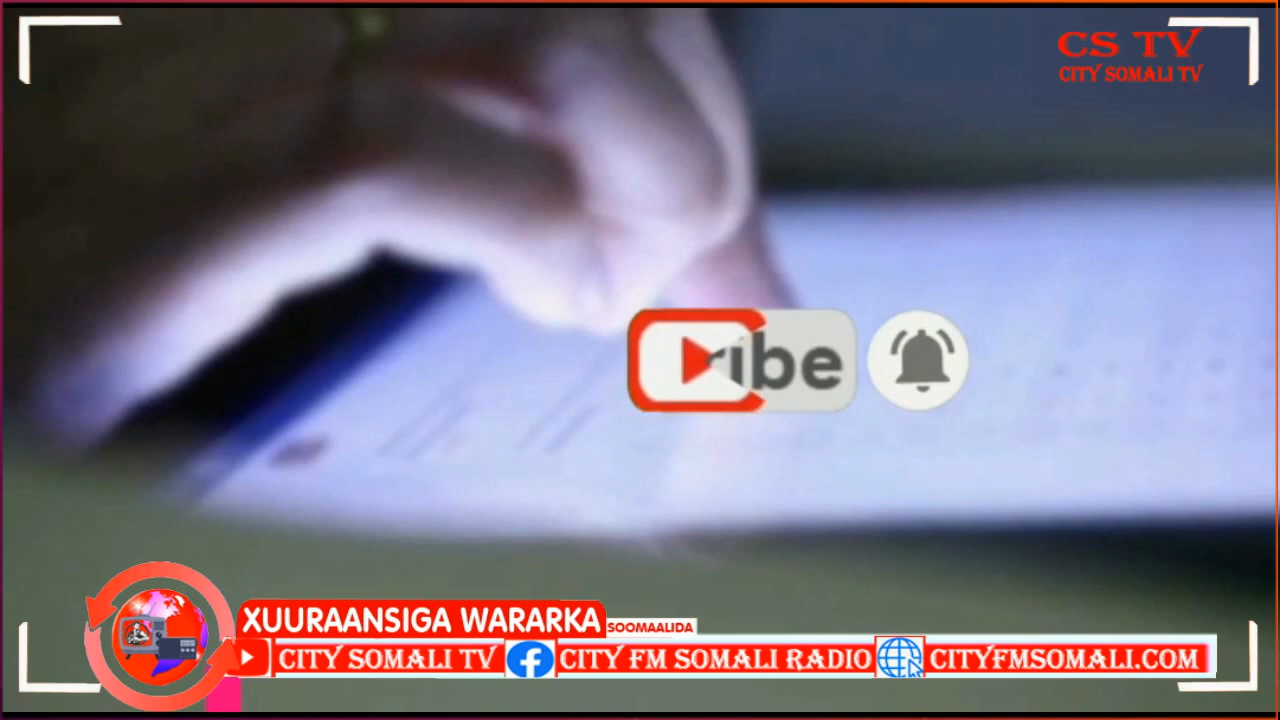 CS TV
CITY SOMALI TV
ribe
XUURAANSIGA WARARKA
SOOMAALIDA
CITY SOMALI TV
CITY FM SOMALI RADIO
CITYFMSOMALI.COM